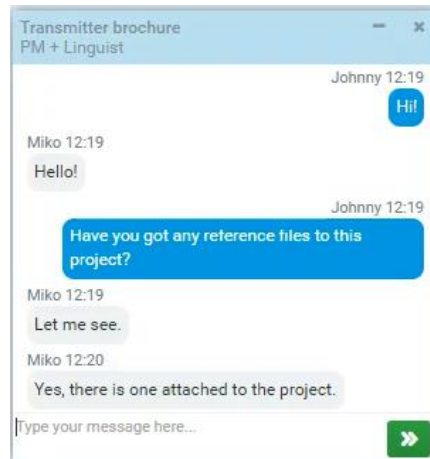 Transmitter brochure
PM + Linguist
Johnny 12:19
Hi!
Miko 12:19
Hello!
Johnny 12:19
Have you got any reference files to this
project?
Miko 12:19
Let me see.
Miko 12:20
Yes, there is one attached to the project.
Type your message here...